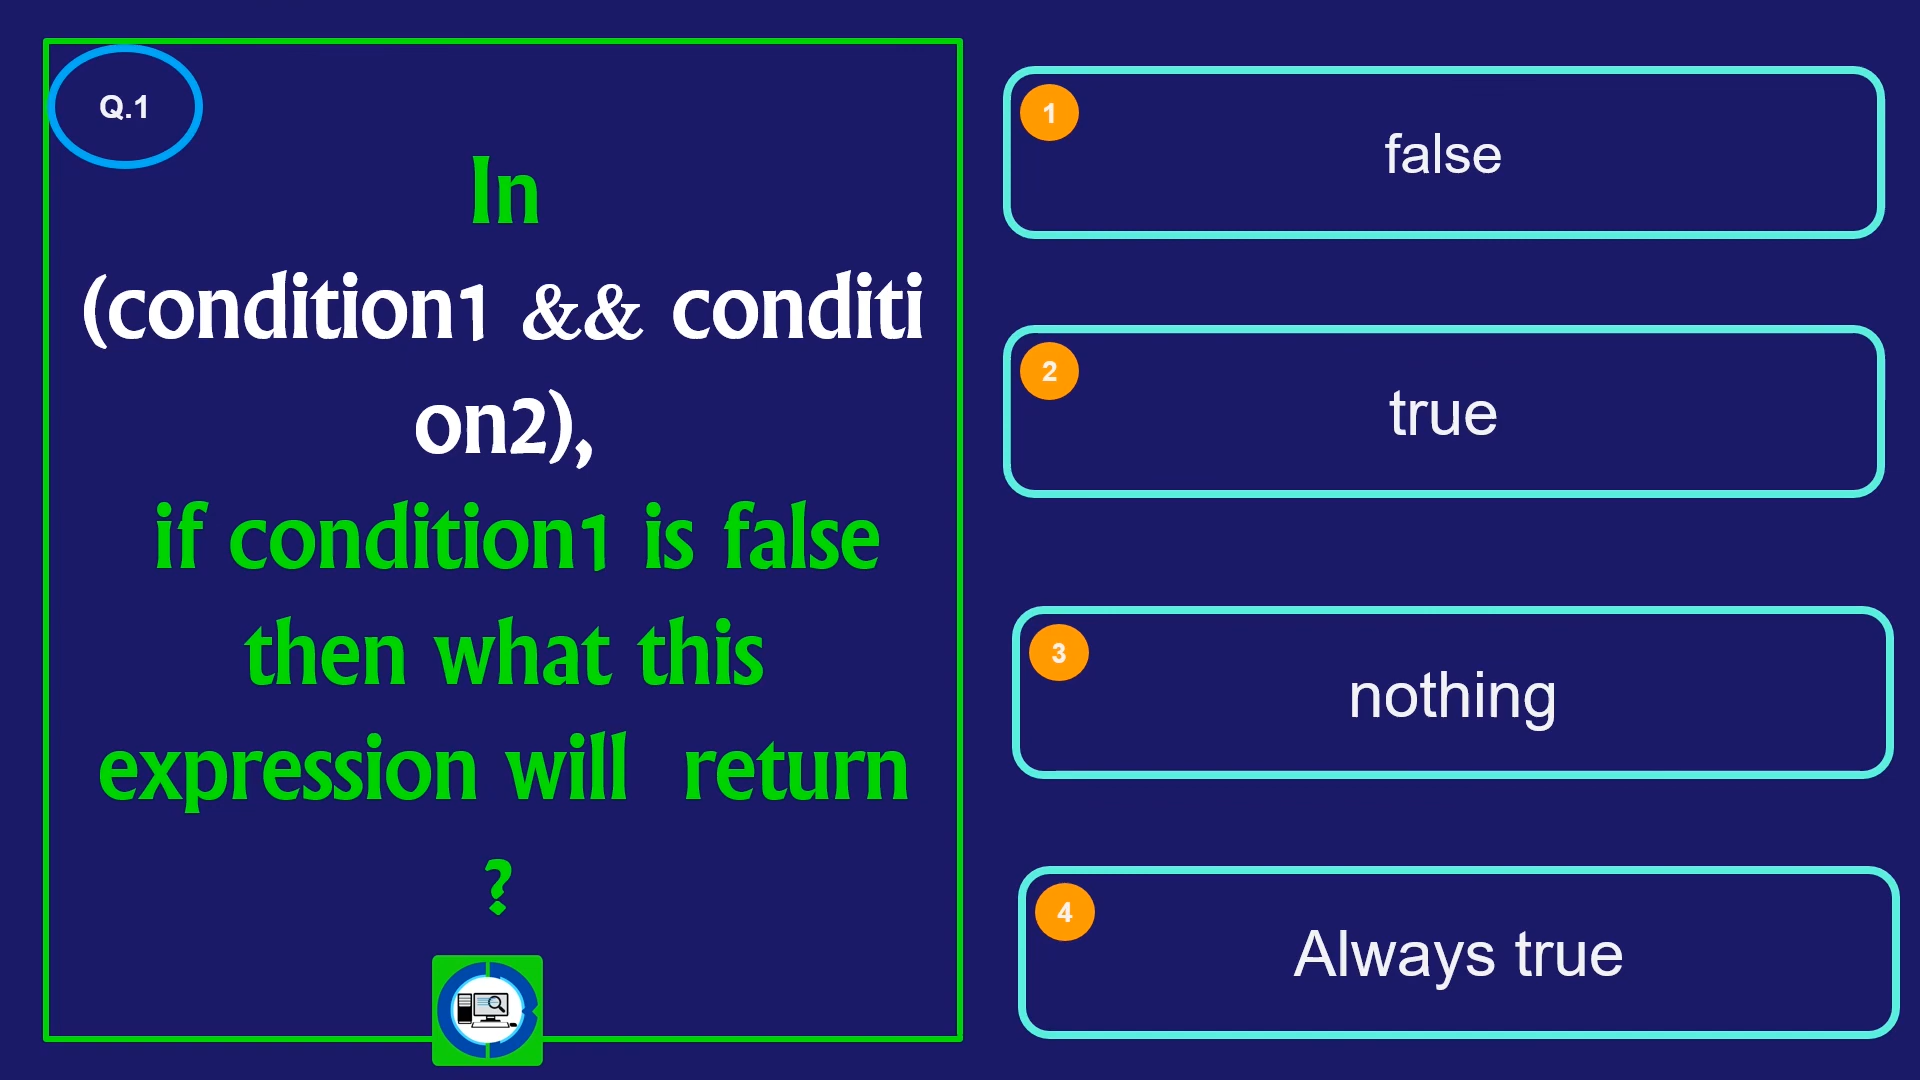 Q.1
In
(condition1 && conditi
on2),
if condition1 is false
then what this
expression will return
?
1
false
2
true
3
nothing
4
Always true